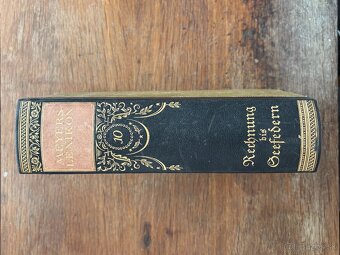 MEYERS
LEXIKON
10
Rechnung
bis
Seefedern